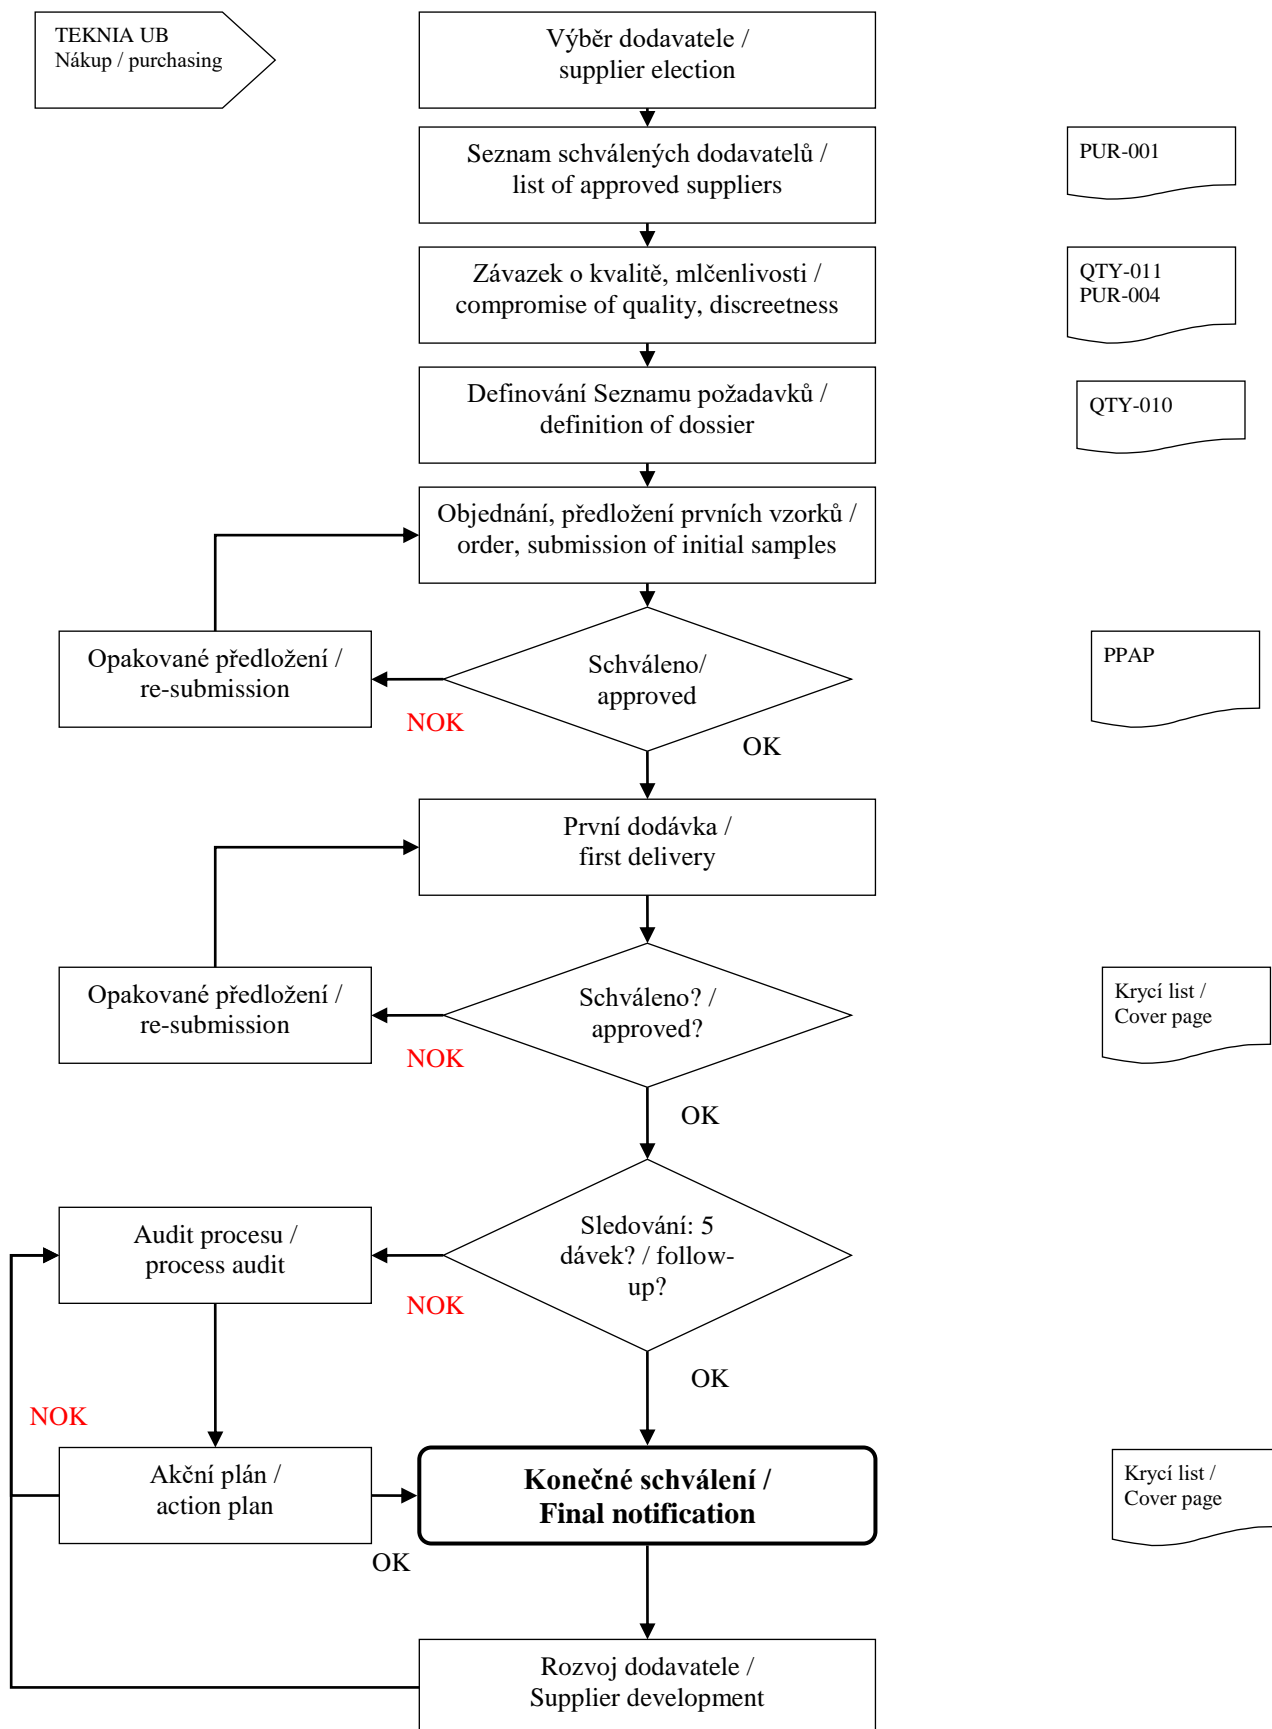 TEKNIA UB
Nákup / purchasing
Výběr dodavatele /
supplier election
Seznam schválených dodavatelů /
list of approved suppliers
PUR-001
Závazek o kvalitě, mlčenlivosti /
compromise of quality, discreetness
QTY-011
PUR-004
Definování Seznamu požadavků /
definition of dossier
QTY-010
Objednání, předložení prvních vzorků /
order, submission of initial samples
Opakované předložení /
re-submission
Schváleno/
approved
PPAP
NOK
OK
První dodávka /
first delivery
Opakované předložení /
re-submission
Schváleno? /
approved?
Krycí list /
Cover page
NOK
OK
Audit procesu /
process audit
Sledování: 5
dávek? / follow-
up?
NOK
OK
NOK
Akční plán /
action plan
Konečné schválení /
Final notification
Krycí list /
Cover page
OK
Rozvoj dodavatele /
Supplier development